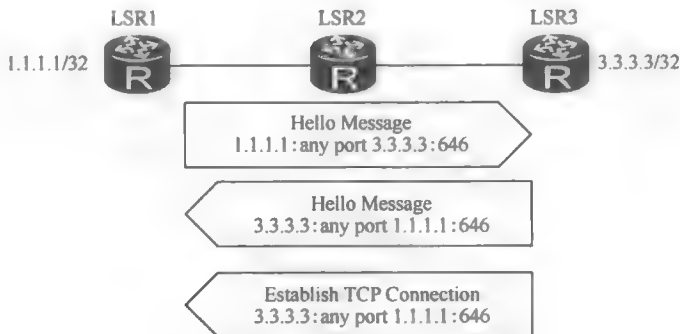 LSR1 LSR2 LSR3
1.1.1.1/32 R R R 3.3.3.3/32
Hello Message
1.1.1.1:any port 3.3.3.3:646
Hello Message
3.3.3.3:any port 1.1.1.1:646
Establish TCP Connection
3.3.3.3:any port 1.1.1.1:646